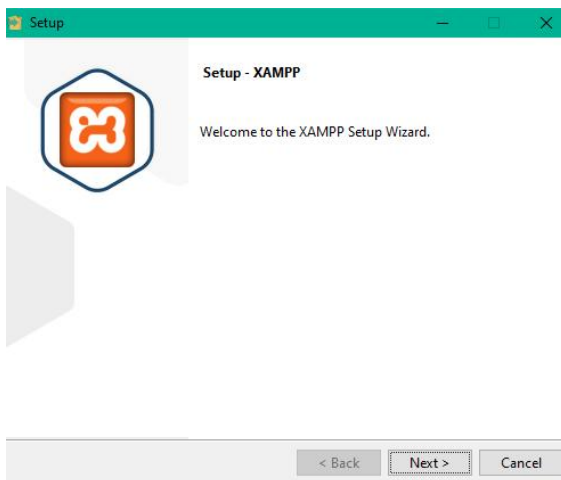 Setup
Setup - XAMPP
Welcome to the XAMPP Setup Wizard.
< Back Next > Cancel